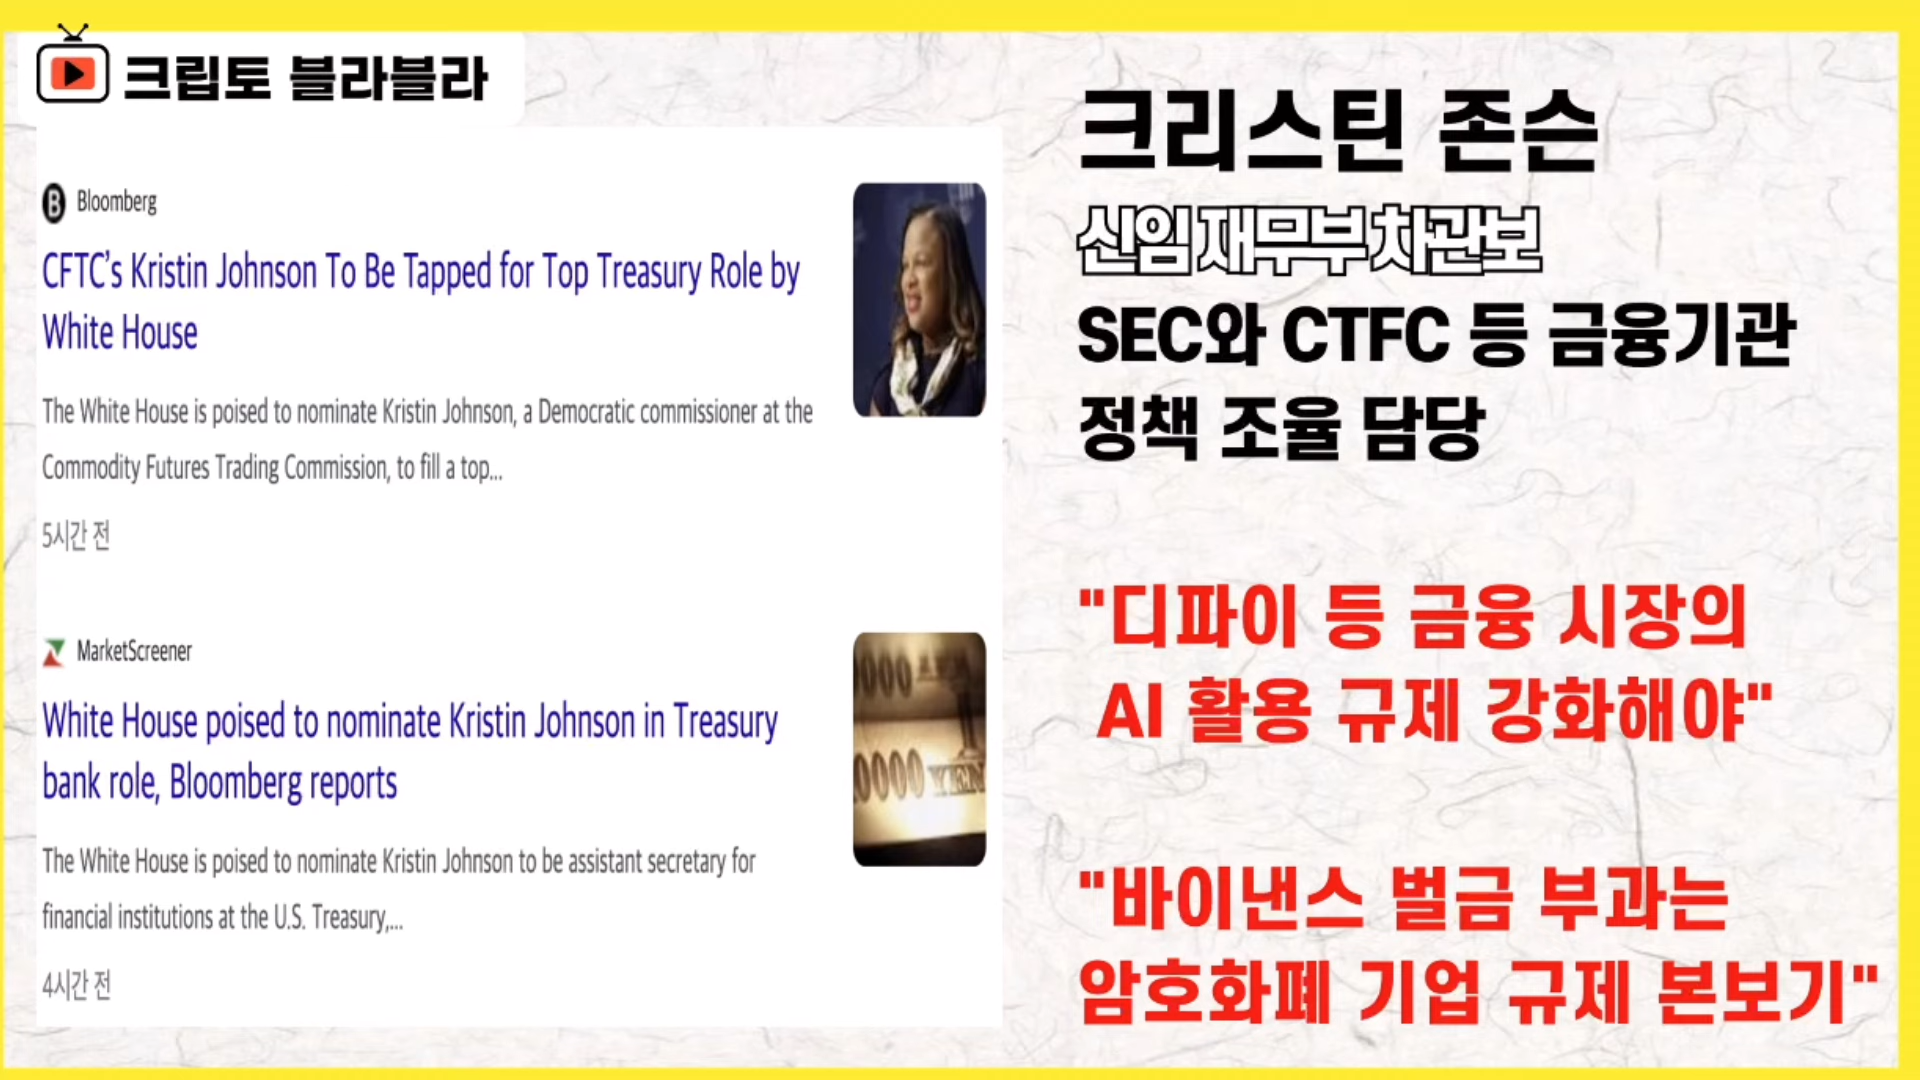 크립토 블라블라
Bloomberg
CFTC's Kristin Johnson To Be Tapped for Top Treasury Role by
White House
The White House is poised to nominate Kristin Johnson, a Democratic commissioner at the
Commodity Futures Trading Commission, to fill a top...
5시간 전
MarketScreener
White House poised to nominate Kristin Johnson in Treasury
bank role, Bloomberg reports
The White House is poised to nominate Kristin Johnson to be assistant secretary for
financial institutions at the U.S. Treasury,...
4시간 전
크리스틴 존슨
신임 재무부 차관보
SEC와 CTFC 등 금융기관
정책 조율 담당
"디파이 등 금융 시장의
AI 활용 규제 강화해야"
"바이낸스 벌금 부과는
암호화폐 기업 규제 본보기"
0000 YEN